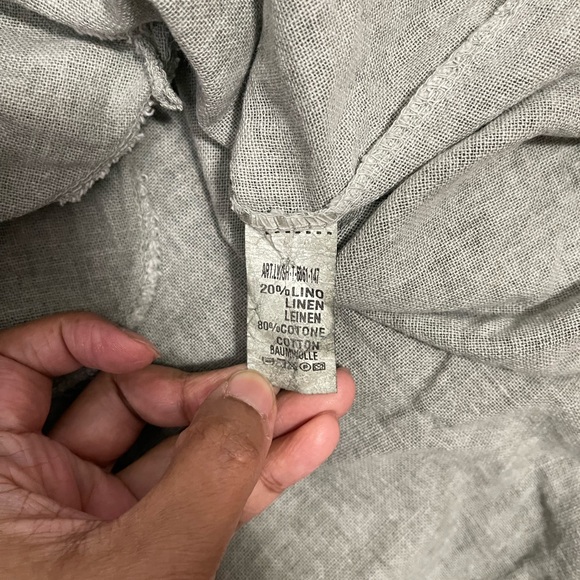 20%LINO
LINEN
LEINEN
80%COTONE
COTTON
BAUMWOLLE